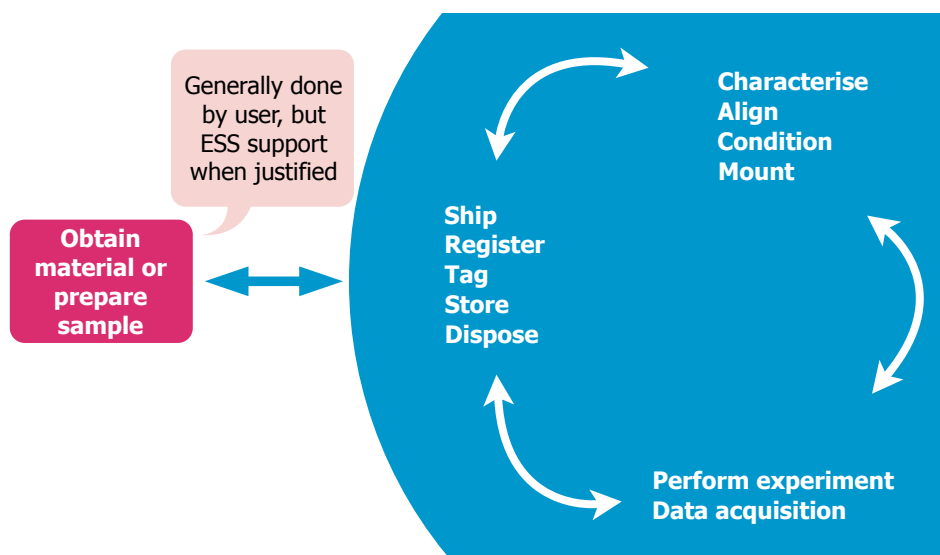 Generally done
by user, but
ESS support
when justified
Obtain
material or
prepare
sample
Ship
Register
Tag
Store
Dispose
Characterise
Align
Condition
Mount
Perform experiment
Data acquisition